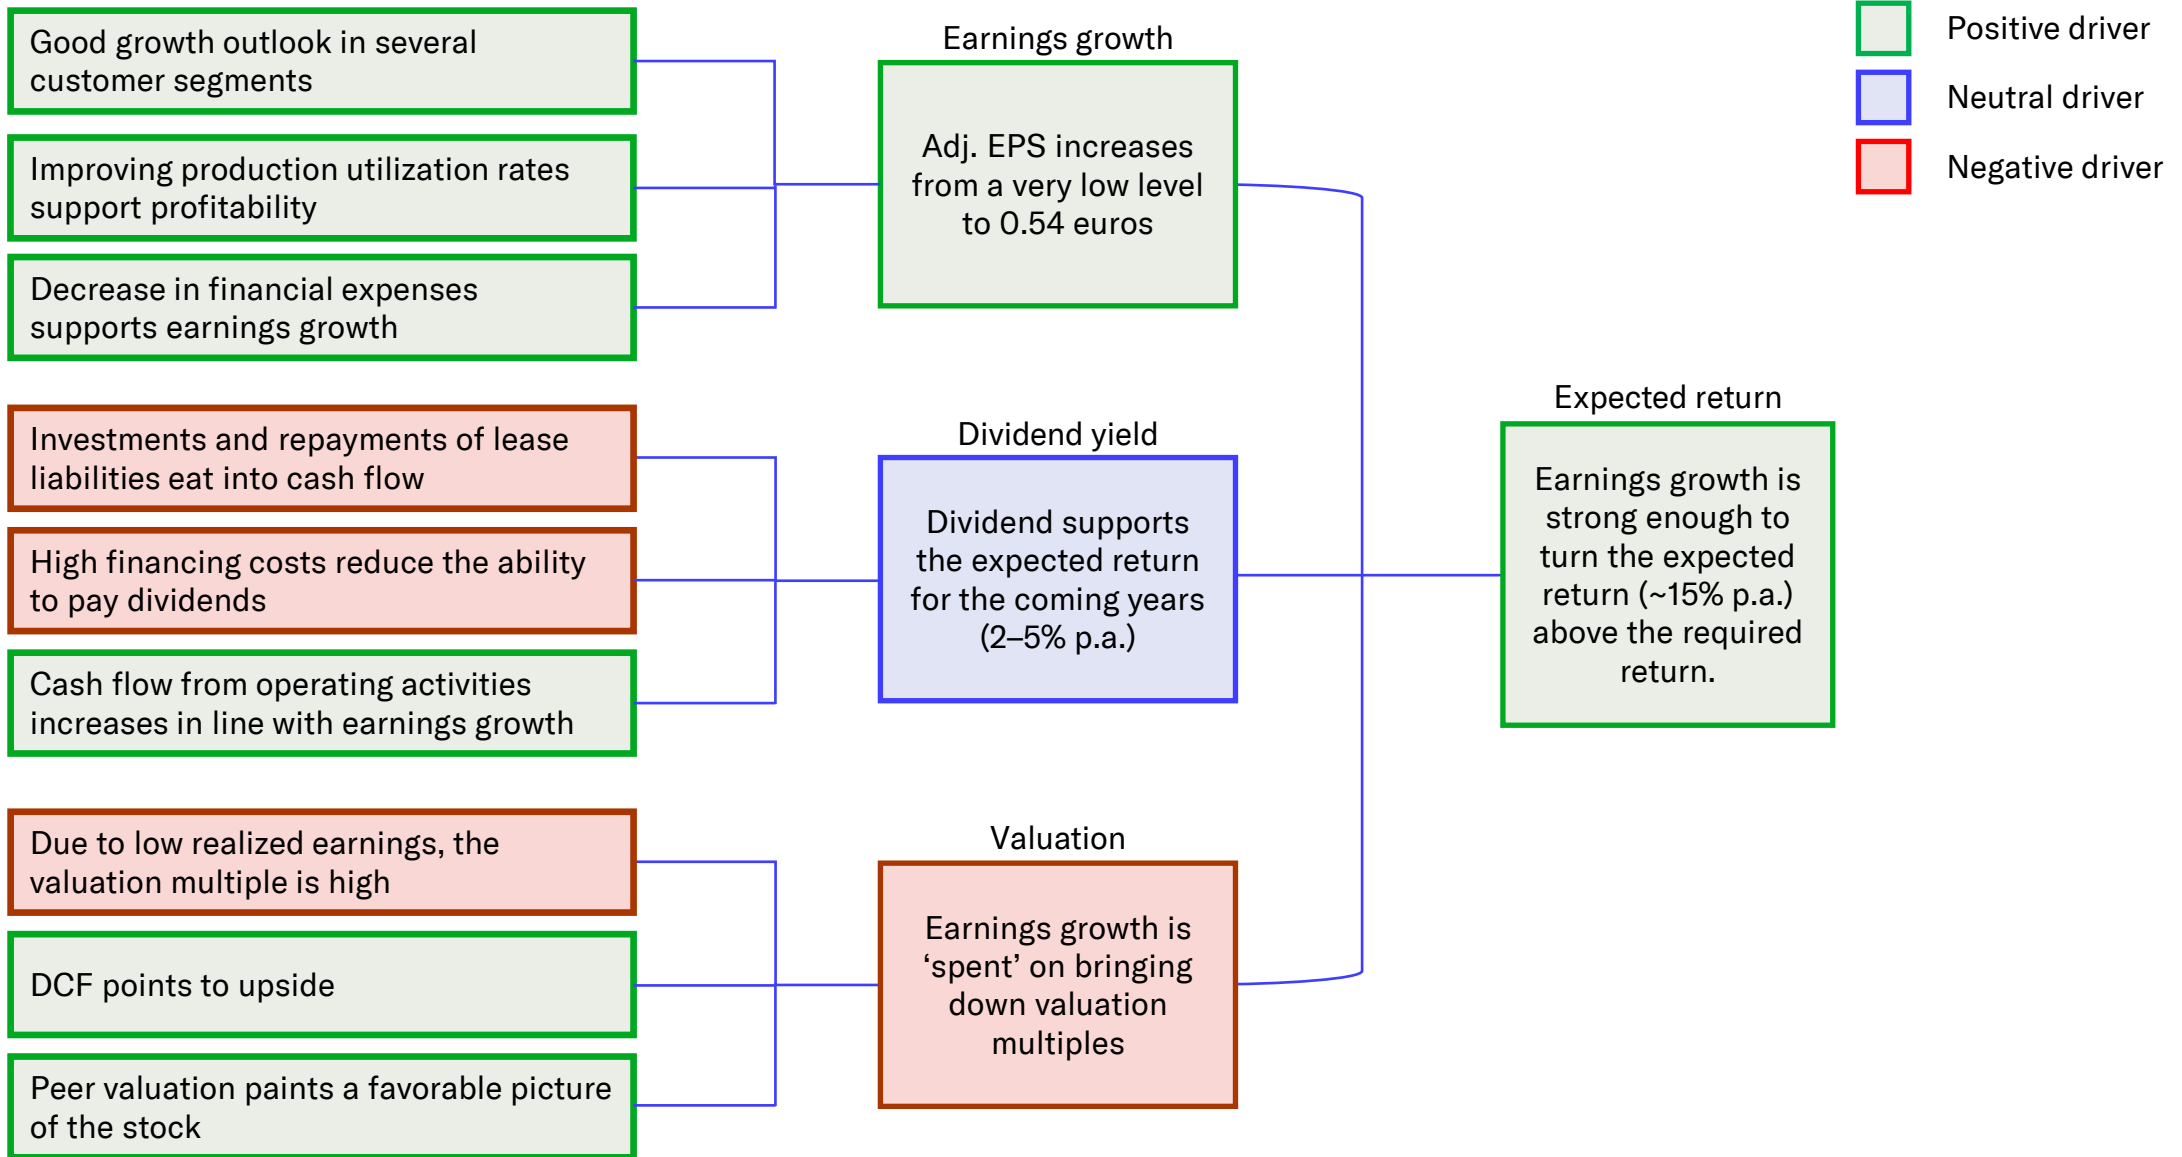 Good growth outlook in several
customer segments
Improving production utilization rates
support profitability
Decrease in financial expenses
supports earnings growth
Earnings growth
Adj. EPS increases
from a very low level
to 0.54 euros
Investments and repayments of lease
liabilities eat into cash flow
High financing costs reduce the ability
to pay dividends
Cash flow from operating activities
increases in line with earnings growth
Dividend yield
Dividend supports
the expected return
for the coming years
(2–5% p.a.)
Due to low realized earnings, the
valuation multiple is high
DCF points to upside
Peer valuation paints a favorable picture
of the stock
Valuation
Earnings growth is
‘spent’ on bringing
down valuation
multiples
Expected return
Earnings growth is
strong enough to
turn the expected
return (~15% p.a.)
above the required
return.
Positive driver
Neutral driver
Negative driver